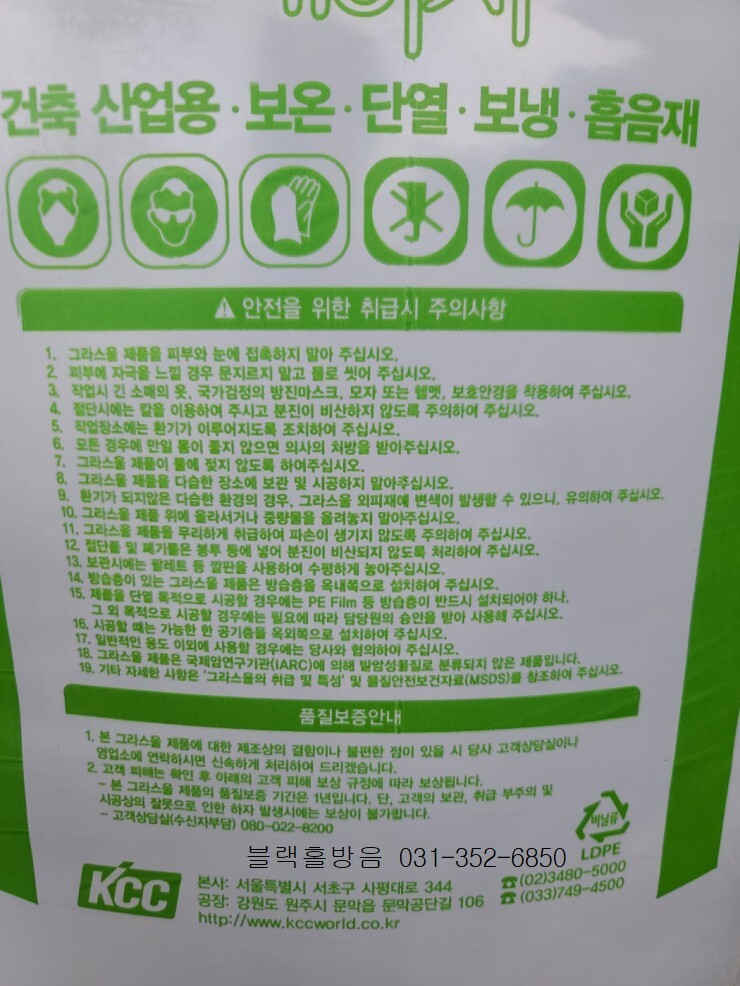 건축 산업용·보온·단열·보냉·흡음재
안전을 위한 취급시 주의사항
1. 그라스울 제품을 피부와 눈에 접촉하지 말아 주십시오.
2. 피부에 자극을 느낄 경우 문지르지 말고 물로 씻어 주십시오.
3. 작업시 긴 소매의 옷, 국가검정의 방진마스크, 모자 또는 헬멧, 보호안경을 착용하여 주십시오.
4. 절단시에는 칼을 이용하여 주시고 분진이 비산하지 않도록 주의하여 주십시오.
5. 작업장소에는 환기가 이루어지도록 조치하여 주십시오.
6. 모든 경우에 만일 몸이 좋지 않으면 의사의 처방을 받아주십시오.
7. 그라스울 제품이 물에 젖지 않도록 하여주십시오.
8. 그라스울 제품을 다습한 장소에 보관 및 시공하지 말아주십시오.
9. 환기가 되지않은 다습한 환경의 경우, 그라스울 외피재에 변색이 발생할 수 있으니, 유의하여 주십시오.
10. 그라스울 제품 위에 올라서거나 중량물을 올려놓지 말아주십시오.
11. 그라스울 제품을 무리하게 취급하여 파손이 생기지 않도록 주의하여 주십시오.
12. 절단물 및 폐기물은 봉투 등에 넣어 분진이 비산되지 않도록 처리하여 주십시오.
13. 보관시에는 팔레트 등 깔판을 사용하여 수평하게 놓아주십시오.
14. 방습층이 있는 그라스울 제품은 방습층을 옥내쪽으로 설치하여 주십시오.
15. 제품을 단열 목적으로 시공할 경우에는 PE Film 등 방습층이 반드시 설치되어야 하나,
그 외 목적으로 시공할 경우에는 필요에 따라 담당원의 승인을 받아 사용해 주십시오.
16. 시공할 때는 가능한 한 공기층을 옥외쪽으로 설치하여 주십시오.
17. 일반적인 용도 이외에 사용할 경우에는 당사와 협의하여 주십시오.
18. 그라스울 제품은 국제암연구기관(IARC)에 의해 발암성물질로 분류되지 않은 제품입니다.
19. 기타 자세한 사항은 '그라스울의 취급 및 특성' 및 물질안전보건자료(MSDS)를 참조하여 주십시오.
품질보증안내
1. 본 그라스울 제품에 대한 제조상의 결함이나 불편한 점이 있을 시 당사 고객상담실이나
영업소에 연락하시면 신속하게 처리하여 드리겠습니다.
2. 고객 피해는 확인 후 아래의 고객 피해 보상 규정에 따라 보상됩니다.
- 본 그라스울 제품의 품질보증 기간은 1년입니다. 단, 고객의 보관, 취급 부주의 및
시공상의 잘못으로 인한 하자 발생시에는 보상이 불가합니다.
- 고객상담실(수신자부담) 080-022-8200
비닐류
LDPE
블랙홀방음 031-352-6850
KCC
본사: 서울특별시 서초구 사평대로 344 ☎(02)3480-5000
공장: 강원도 원주시 문막읍 문막공단길 106 ☎(033)749-4500
http://www.kccworld.co.kr